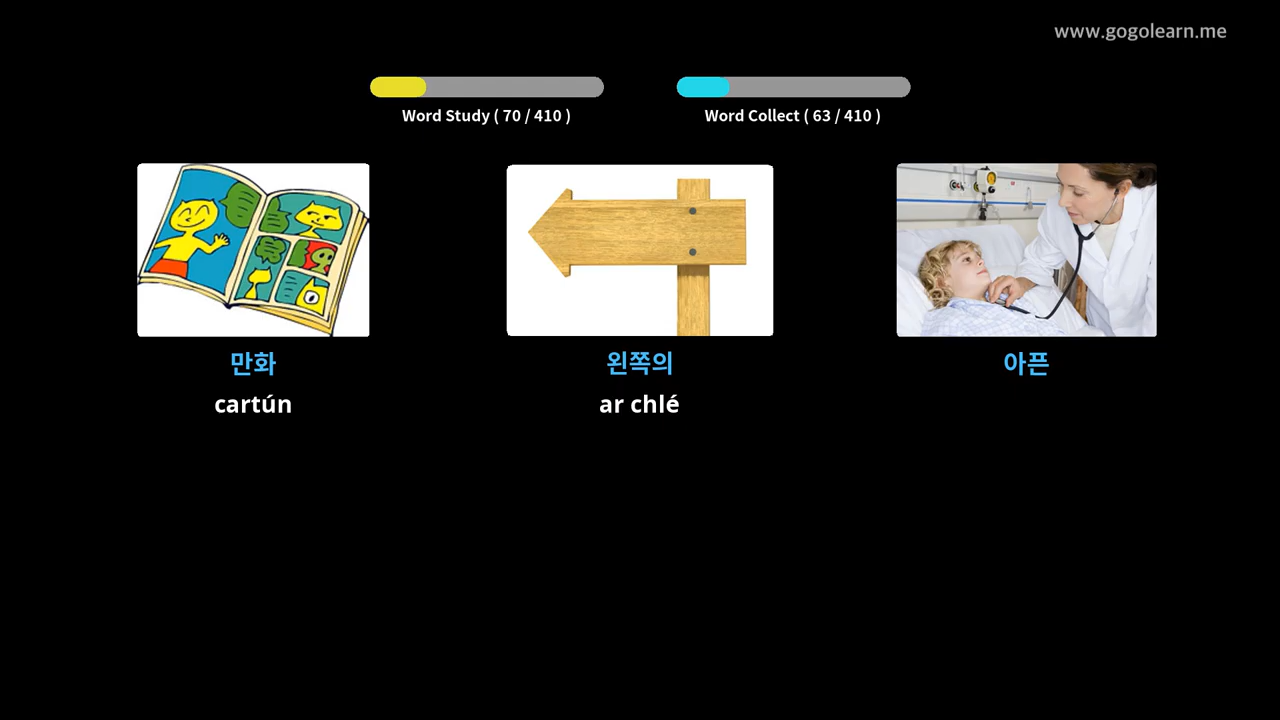 www.gogolearn.me
Word Study ( 70 / 410 )
Word Collect ( 63 / 410 )
만화
왼쪽의
아픈
cartún
ar chlé